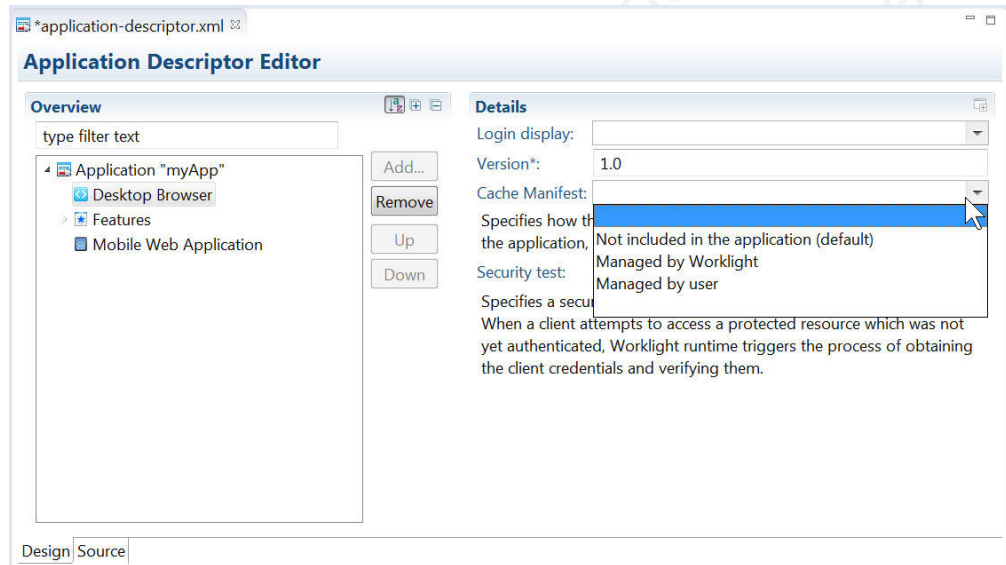 *application-descriptor.xml
Application Descriptor Editor
Overview
type filter text
Application "myApp"
Desktop Browser
Features
Mobile Web Application
Add...
Remove
Up
Down
Details
Login display:
Version*: 1.0
Cache Manifest:
Specifies how th
the application,
Not included in the application (default)
Managed by Worklight
Managed by user
Security test:
Specifies a secu
When a client attempts to access a protected resource which was not
yet authenticated, Worklight runtime triggers the process of obtaining
the client credentials and verifying them.
Design Source